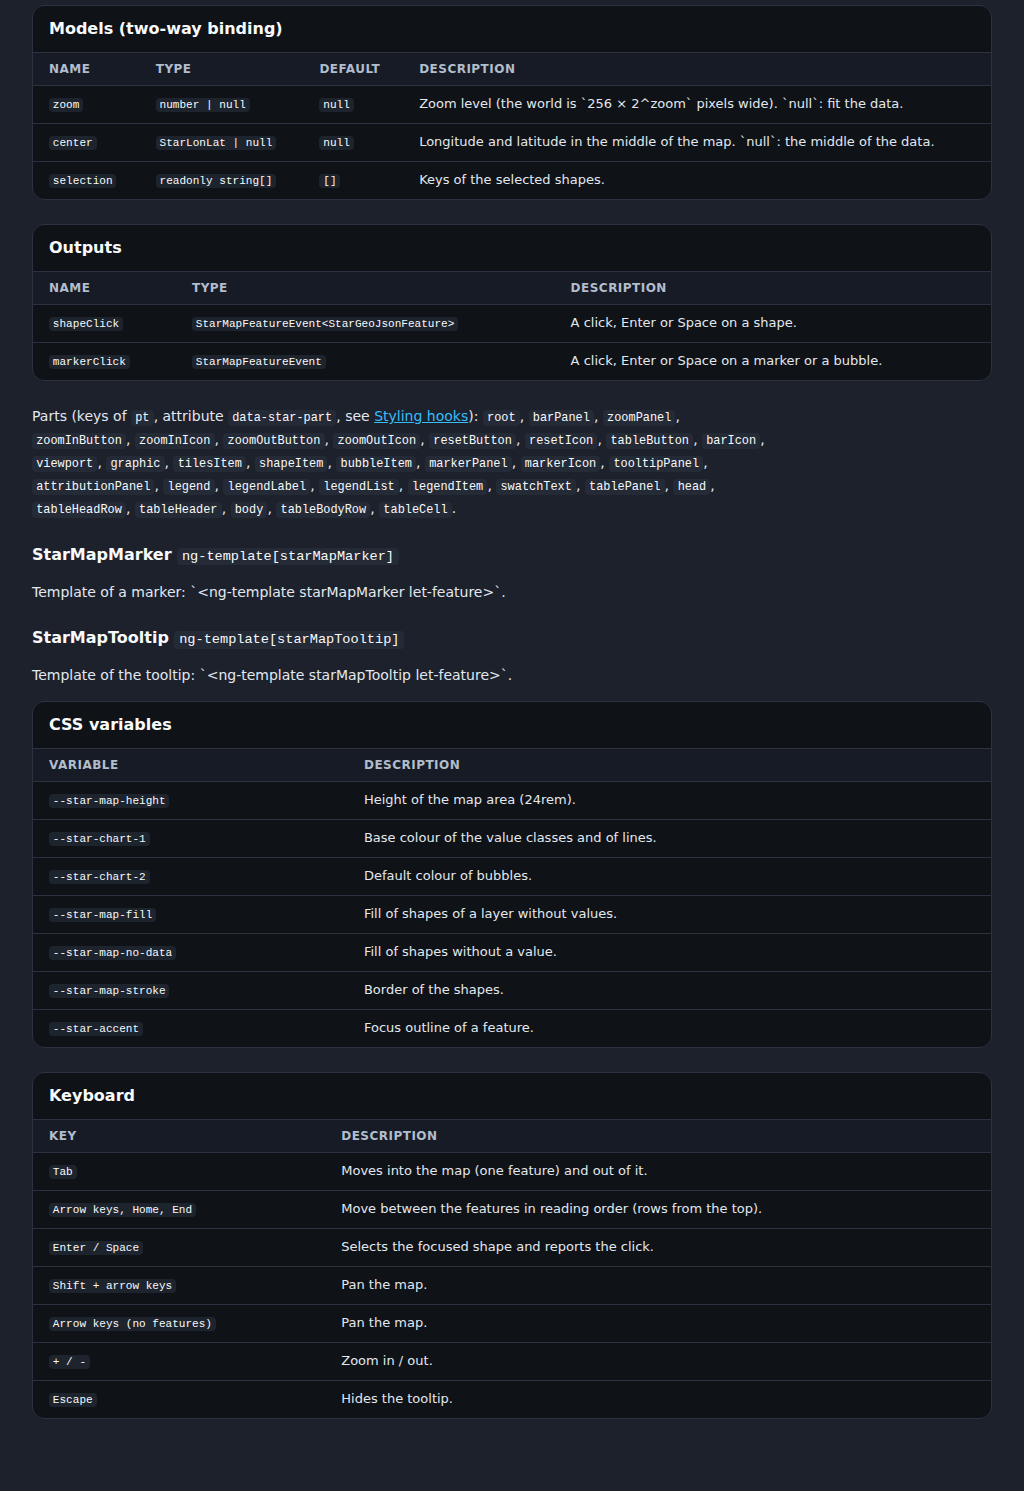 Models (two-way binding)
NAME TYPE DEFAULT DESCRIPTION
zoom number | null null Zoom level (the world is `256 × 2^zoom` pixels wide). `null`: fit the data.
center StarLonLat | null null Longitude and latitude in the middle of the map. `null`: the middle of the data.
selection readonly string[] [] Keys of the selected shapes.
Outputs
NAME TYPE DESCRIPTION
shapeClick StarMapFeatureEvent<StarGeoJsonFeature> A click, Enter or Space on a shape.
markerClick StarMapFeatureEvent A click, Enter or Space on a marker or a bubble.
Parts (keys of pt, attribute data-star-part, see Styling hooks): root, barPanel, zoomPanel,
zoomInButton, zoomInIcon, zoomOutButton, zoomOutIcon, resetButton, resetIcon, tableButton, barIcon,
viewport, graphic, tilesItem, shapeItem, bubbleItem, markerPanel, markerIcon, tooltipPanel,
attributionPanel, legend, legendLabel, legendList, legendItem, swatchText, tablePanel, head,
tableHeadRow, tableHeader, body, tableBodyRow, tableCell.
StarMapMarker ng-template[starMapMarker]
Template of a marker: `<ng-template starMapMarker let-feature>`.
StarMapTooltip ng-template[starMapTooltip]
Template of the tooltip: `<ng-template starMapTooltip let-feature>`.
CSS variables
VARIABLE DESCRIPTION
--star-map-height Height of the map area (24rem).
--star-chart-1 Base colour of the value classes and of lines.
--star-chart-2 Default colour of bubbles.
--star-map-fill Fill of shapes of a layer without values.
--star-map-no-data Fill of shapes without a value.
--star-map-stroke Border of the shapes.
--star-accent Focus outline of a feature.
Keyboard
KEY DESCRIPTION
Tab Moves into the map (one feature) and out of it.
Arrow keys, Home, End Move between the features in reading order (rows from the top).
Enter / Space Selects the focused shape and reports the click.
Shift + arrow keys Pan the map.
Arrow keys (no features) Pan the map.
+ / - Zoom in / out.
Escape Hides the tooltip.